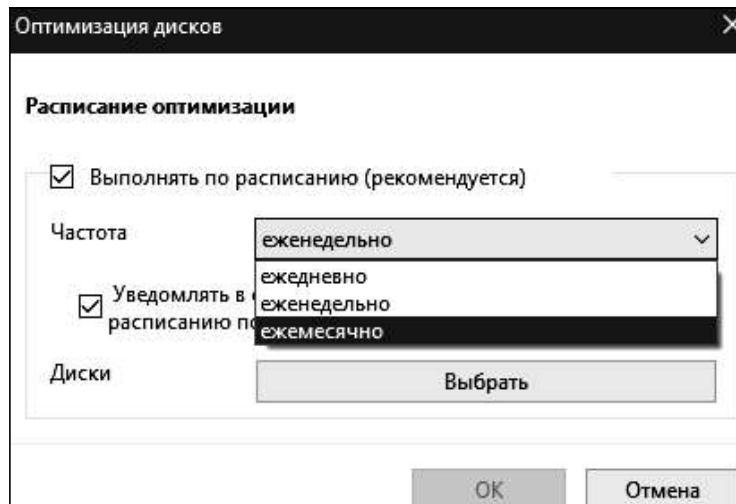 Оптимизация дисков
Расписание оптимизации
Выполнять по расписанию (рекомендуется)
Частота
еженедельно
ежедневно
еженедельно
ежемесячно
Уведомлять в
расписанию
Диски
Выбрать
OK
Отмена